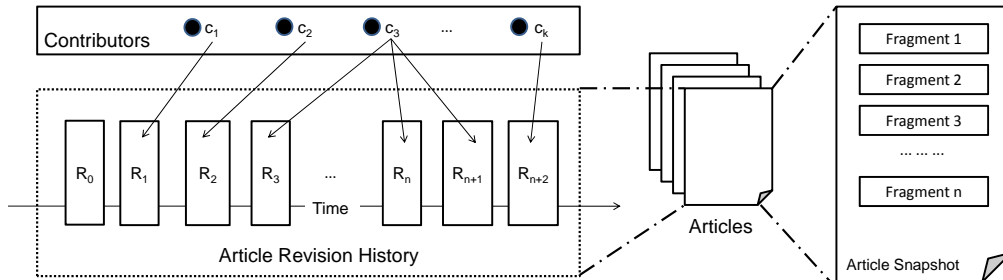 Contributors c1 c2 c3 ... ck
R0 R1 R2 R3 ... Rn Rn+1 Rn+2
Time
Article Revision History
Articles
Fragment 1
Fragment 2
Fragment 3
... ... ...
Fragment n
Article Snapshot